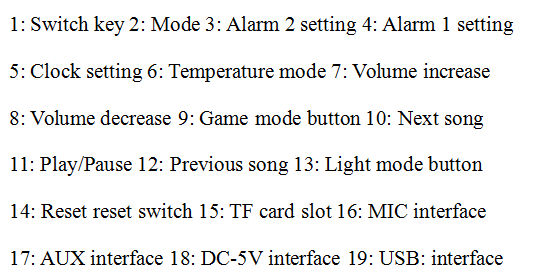 1: Switch key 2: Mode 3: Alarm 2 setting 4: Alarm 1 setting
5: Clock setting 6: Temperature mode 7: Volume increase
8: Volume decrease 9: Game mode button 10: Next song
11: Play/Pause 12: Previous song 13: Light mode button
14: Reset reset switch 15: TF card slot 16: MIC interface
17: AUX interface 18: DC-5V interface 19: USB: interface